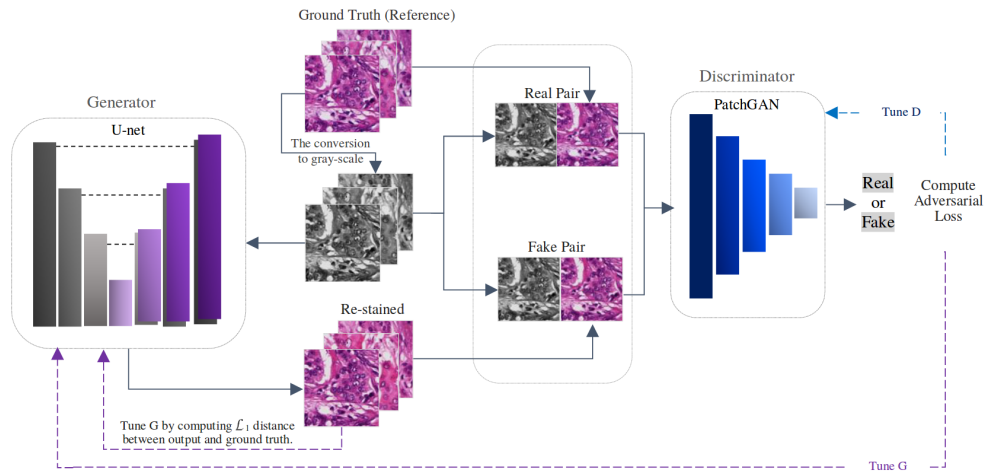 Ground Truth (Reference)
Generator
U-net
The conversion
to gray-scale
Real Pair
Fake Pair
Discriminator
PatchGAN
Tune D
Real
or
Fake
Compute
Adversarial
Loss
Re-stained
Tune G by computing ℒ₁ distance
between output and ground truth.
Tune G